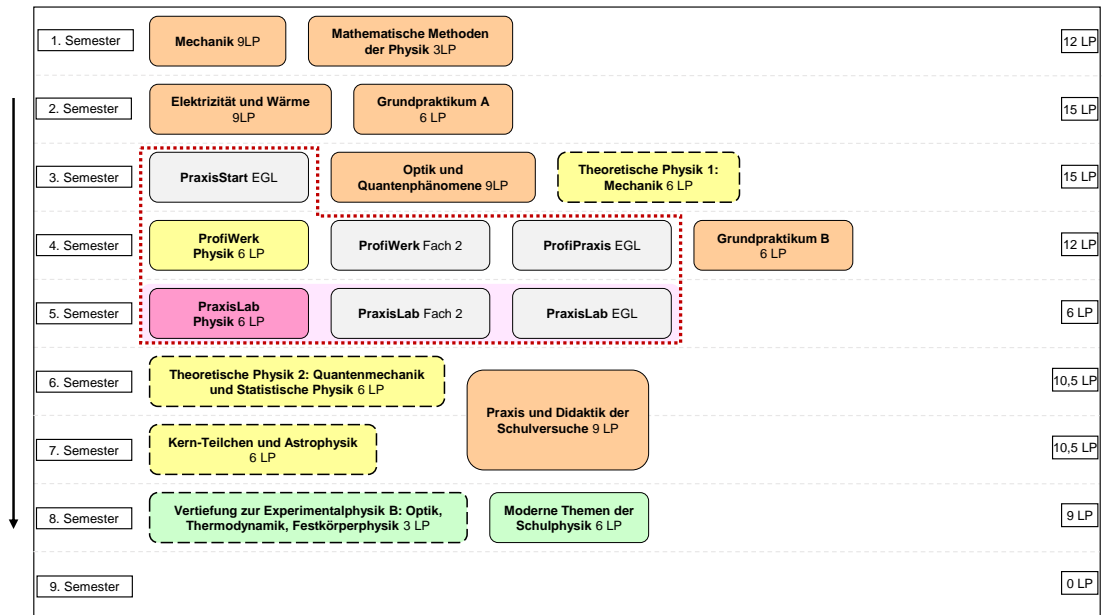 1. Semester
Mechanik 9LP
Mathematische Methoden
der Physik 3LP
12 LP
2. Semester
Elektrizität und Wärme
9LP
Grundpraktikum A
6 LP
15 LP
3. Semester
PraxisStart EGL
Optik und
Quantenphänomene 9LP
Theoretische Physik 1:
Mechanik 6 LP
15 LP
4. Semester
ProfiWerk
Physik 6 LP
ProfiWerk Fach 2
ProfiPraxis EGL
Grundpraktikum B
6 LP
12 LP
5. Semester
PraxisLab
Physik 6 LP
PraxisLab Fach 2
PraxisLab EGL
6 LP
6. Semester
Theoretische Physik 2: Quantenmechanik
und Statistische Physik 6 LP
Praxis und Didaktik der
Schulversuche 9 LP
10,5 LP
7. Semester
Kern-Teilchen und Astrophysik
6 LP
10,5 LP
8. Semester
Vertiefung zur Experimentalphysik B: Optik,
Thermodynamik, Festkörperphysik 3 LP
Moderne Themen der
Schulphysik 6 LP
9 LP
9. Semester
0 LP